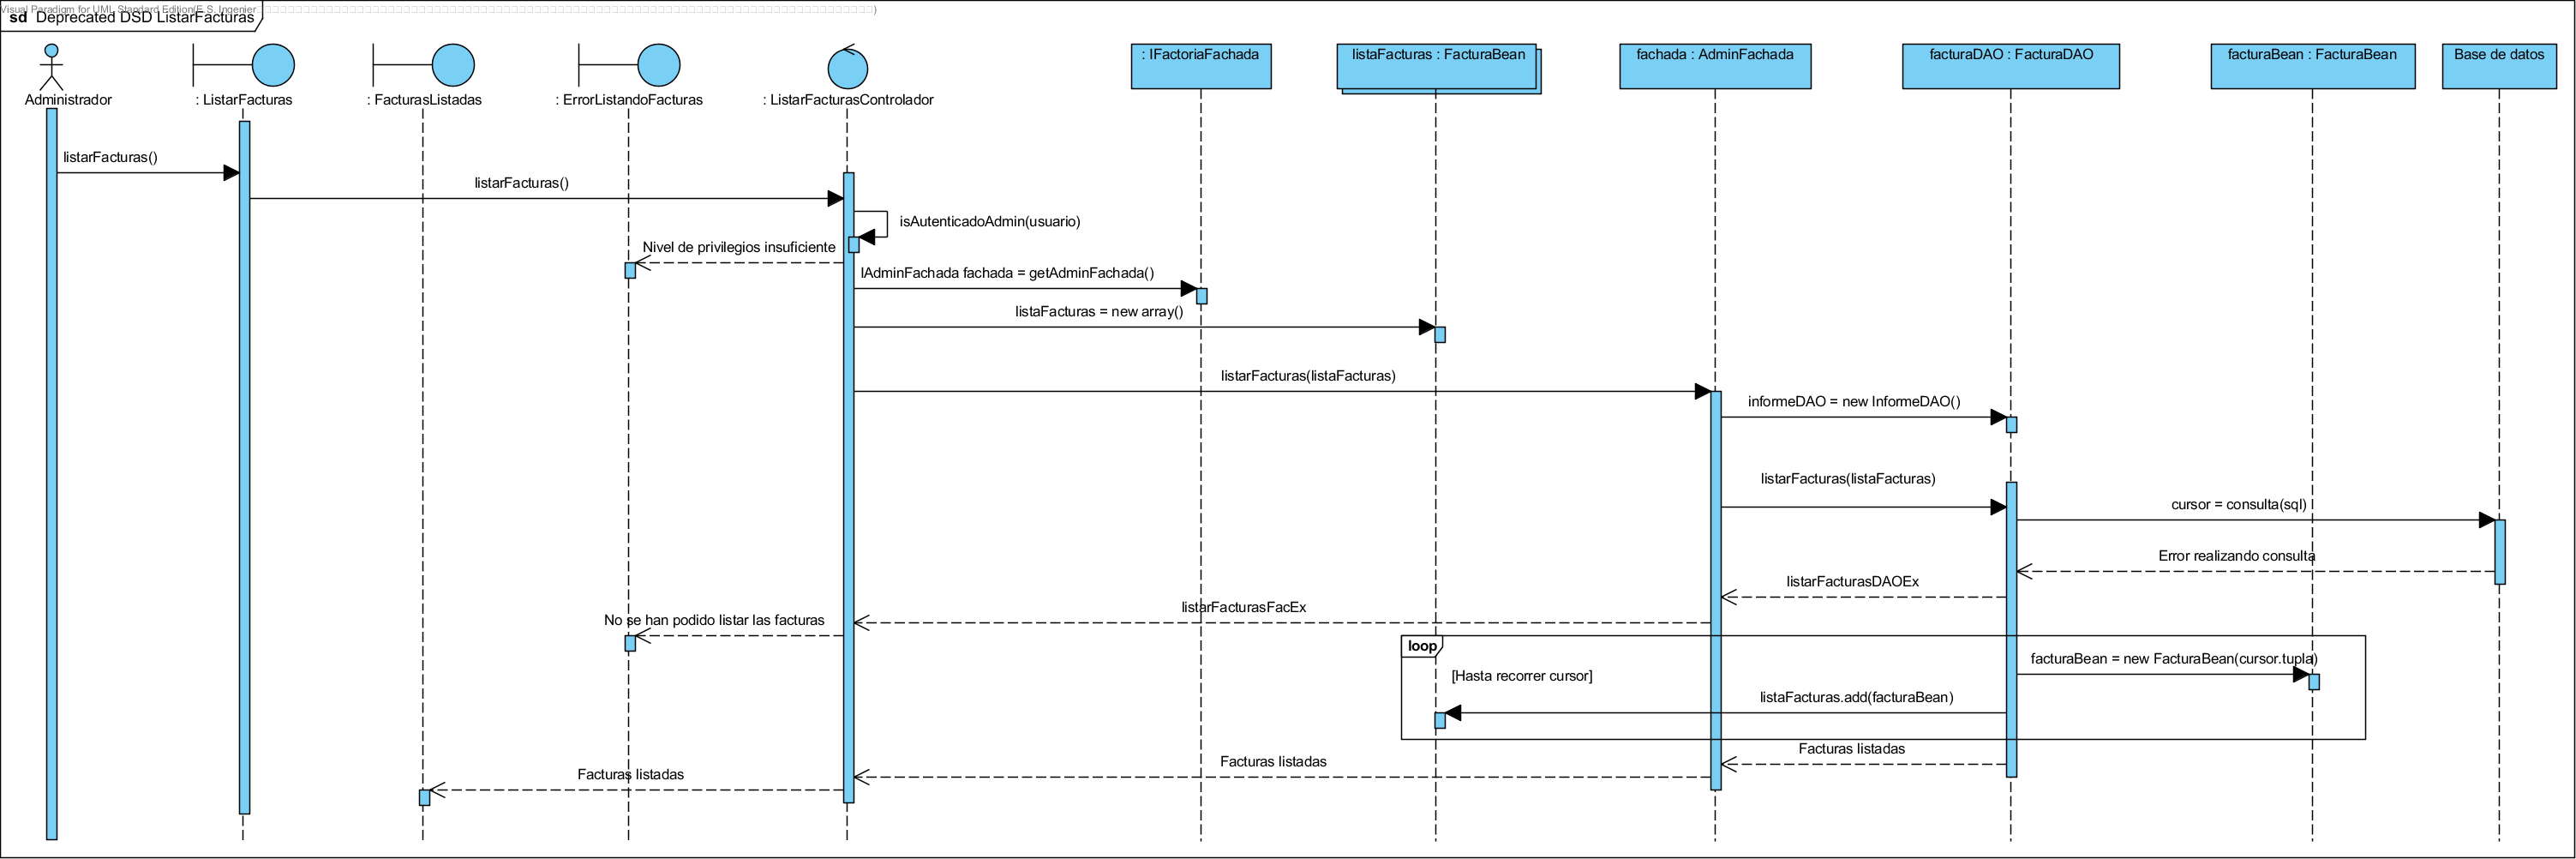 Visual Paradigm for UML Standard Edition(E.S. Ingenier
sd Deprecated DSD ListarFacturas
Administrador
: ListarFacturas
: FacturasListadas
: ErrorListandoFacturas
: ListarFacturasControlador
: IFactoriaFachada
listaFacturas : FacturaBean
fachada : AdminFachada
facturaDAO : FacturaDAO
facturaBean : FacturaBean
Base de datos
listarFacturas()
listarFacturas()
isAutenticadoAdmin(usuario)
Nivel de privilegios insuficiente
IAdminFachada fachada = getAdminFachada()
listaFacturas = new array()
listarFacturas(listaFacturas)
informeDAO = new InformeDAO()
listarFacturas(listaFacturas)
cursor = consulta(sql)
Error realizando consulta
listarFacturasDAOEx
listarFacturasFacEx
No se han podido listar las facturas
loop
facturaBean = new FacturaBean(cursor.tupla)
[Hasta recorrer cursor]
listaFacturas.add(facturaBean)
Facturas listadas
Facturas listadas
Facturas listadas